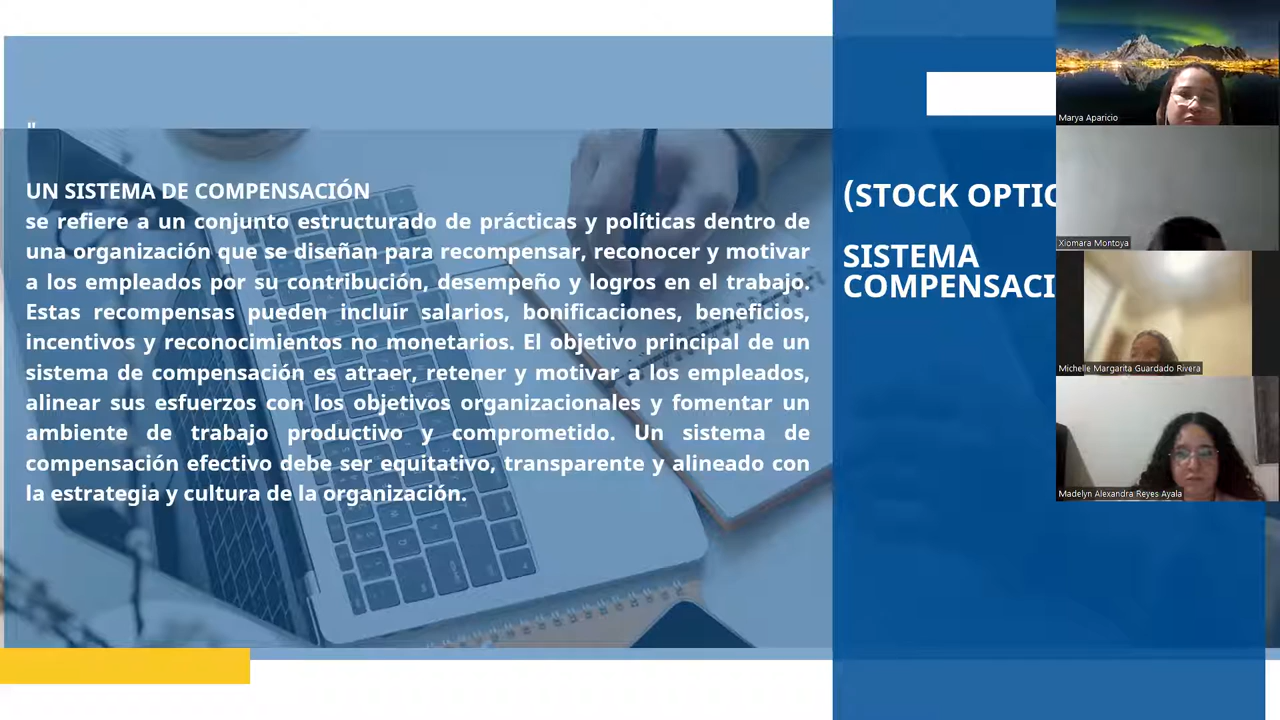 "
UN SISTEMA DE COMPENSACIÓN
se refiere a un conjunto estructurado de prácticas y políticas dentro de
una organización que se diseñan para recompensar, reconocer y motivar
a los empleados por su contribución, desempeño y logros en el trabajo.
Estas recompensas pueden incluir salarios, bonificaciones, beneficios,
incentivos y reconocimientos no monetarios. El objetivo principal de un
sistema de compensación es atraer, retener y motivar a los empleados,
alinear sus esfuerzos con los objetivos organizacionales y fomentar un
ambiente de trabajo productivo y comprometido. Un sistema de
compensación efectivo debe ser equitativo, transparente y alineado con
la estrategia y cultura de la organización.
(STOCK OPTIO
SISTEMA
COMPENSACI
Marya Aparicio
Xiomara Montoya
Michelle Margarita Guardado Rivera
Madelyn Alexandra Reyes Ayala